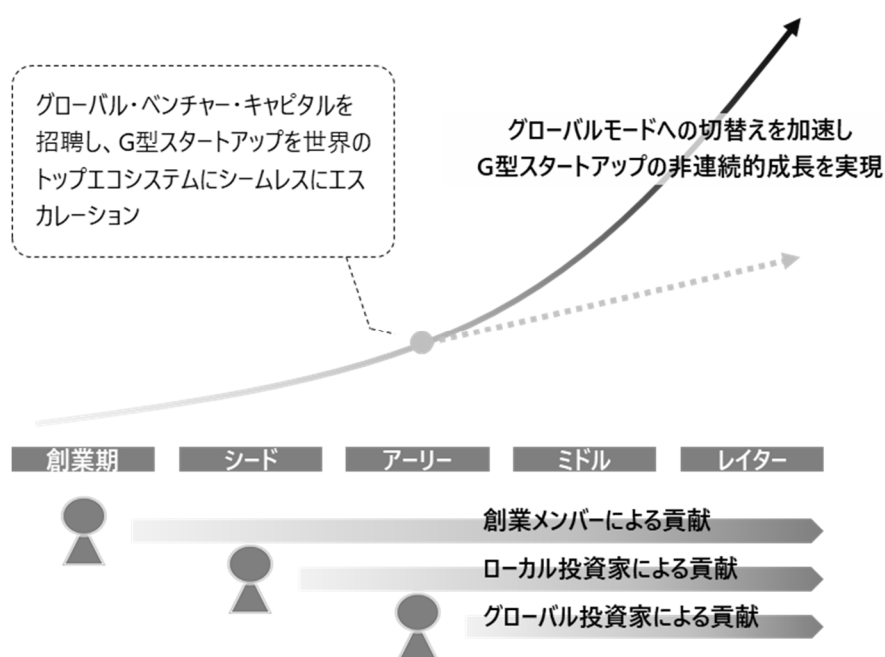 グローバル・ベンチャー・キャピタルを
招聘し、G型スタートアップを世界の
トップエコシステムにシームレスにエス
カレーション
グローバルモードへの切替えを加速し
G型スタートアップの非連続的成長を実現
創業期
シード
アーリー
ミドル
レイター
創業メンバーによる貢献
ローカル投資家による貢献
グローバル投資家による貢献